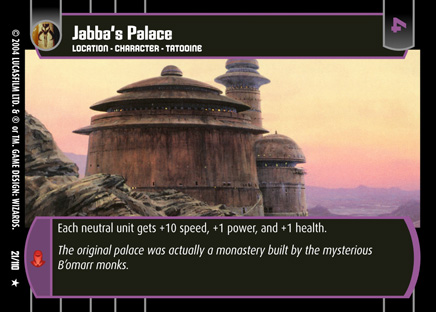 Jabba's Palace
LOCATION - CHARACTER - TATOOINE
4
Each neutral unit gets +10 speed, +1 power, and +1 health.
The original palace was actually a monastery built by the mysterious
B'omarr monks.
© 2004 LUCASFILM LTD. & ® or TM. GAME DESIGN: WIZARDS.
21/110